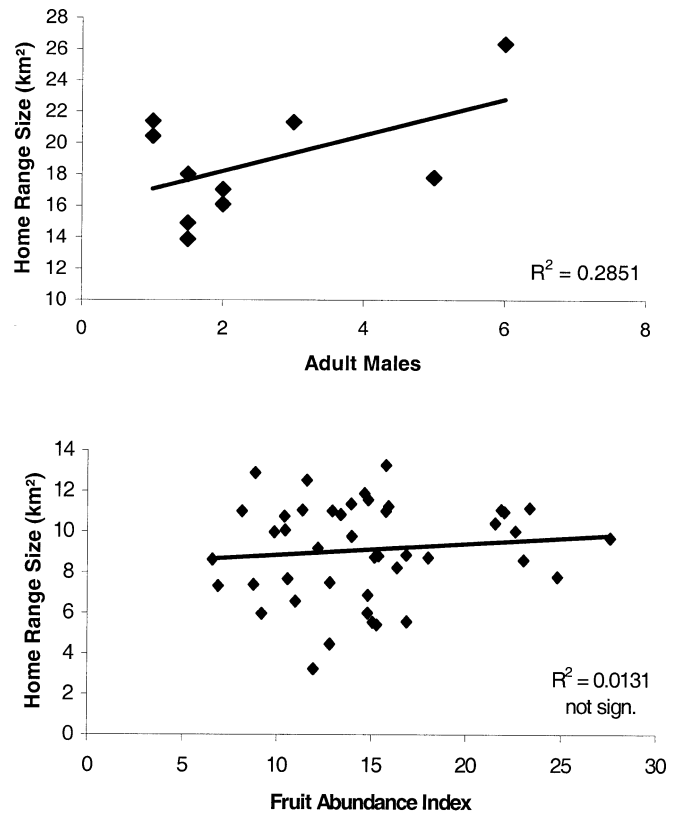 28
26
24
22
20
18
16
14
12
10
Home Range Size (km²)
R² = 0.2851
0 2 4 6 8
Adult Males
14
12
10
8
6
4
2
0
Home Range Size (km²)
R² = 0.0131
not sign.
0 5 10 15 20 25 30
Fruit Abundance Index